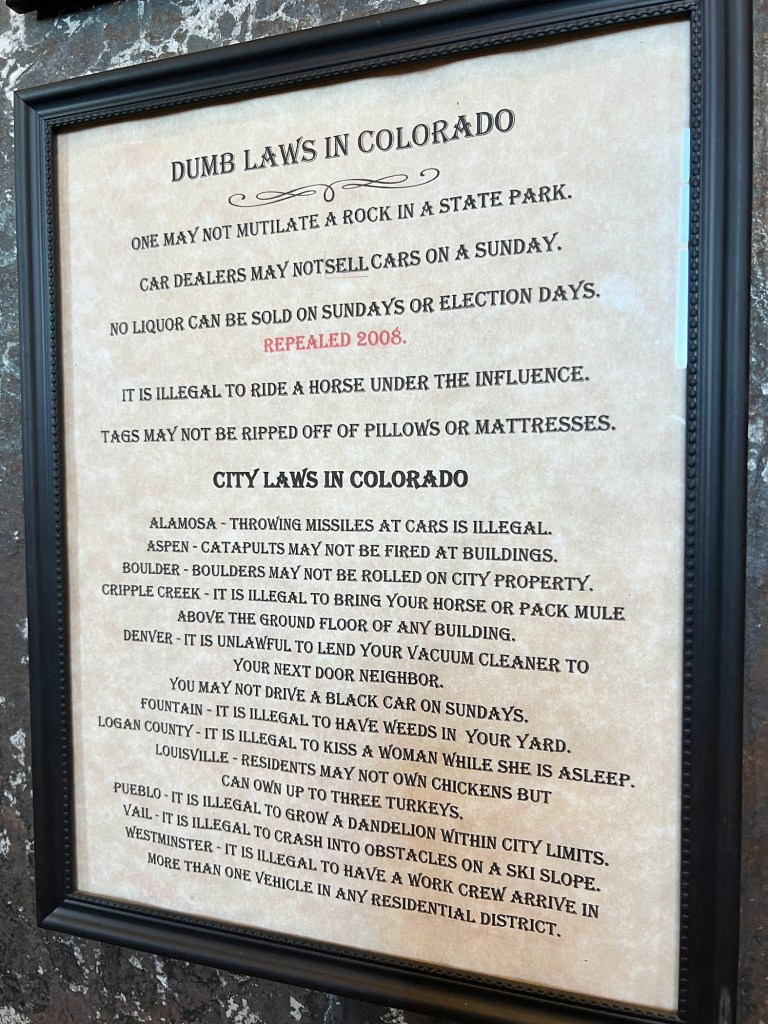 DUMB LAWS IN COLORADO
ONE MAY NOT MUTILATE A ROCK IN A STATE PARK.
CAR DEALERS MAY NOT SELL CARS ON A SUNDAY.
NO LIQUOR CAN BE SOLD ON SUNDAYS OR ELECTION DAYS.
REPEALED 2008.
IT IS ILLEGAL TO RIDE A HORSE UNDER THE INFLUENCE.
TAGS MAY NOT BE RIPPED OFF OF PILLOWS OR MATTRESSES.
CITY LAWS IN COLORADO
ALAMOSA - THROWING MISSILES AT CARS IS ILLEGAL.
ASPEN - CATAPULTS MAY NOT BE FIRED AT BUILDINGS.
BOULDER - BOULDERS MAY NOT BE ROLLED ON CITY PROPERTY.
CRIPPLE CREEK - IT IS ILLEGAL TO BRING YOUR HORSE OR PACK MULE
ABOVE THE GROUND FLOOR OF ANY BUILDING.
DENVER - IT IS UNLAWFUL TO LEND YOUR VACUUM CLEANER TO
YOUR NEXT DOOR NEIGHBOR.
YOU MAY NOT DRIVE A BLACK CAR ON SUNDAYS.
FOUNTAIN - IT IS ILLEGAL TO HAVE WEEDS IN YOUR YARD.
LOGAN COUNTY - IT IS ILLEGAL TO KISS A WOMAN WHILE SHE IS ASLEEP.
LOUISVILLE - RESIDENTS MAY NOT OWN CHICKENS BUT
CAN OWN UP TO THREE TURKEYS.
PUEBLO - IT IS ILLEGAL TO GROW A DANDELION WITHIN CITY LIMITS.
VAIL - IT IS ILLEGAL TO CRASH INTO OBSTACLES ON A SKI SLOPE.
WESTMINSTER - IT IS ILLEGAL TO HAVE A WORK CREW ARRIVE IN
MORE THAN ONE VEHICLE IN ANY RESIDENTIAL DISTRICT.